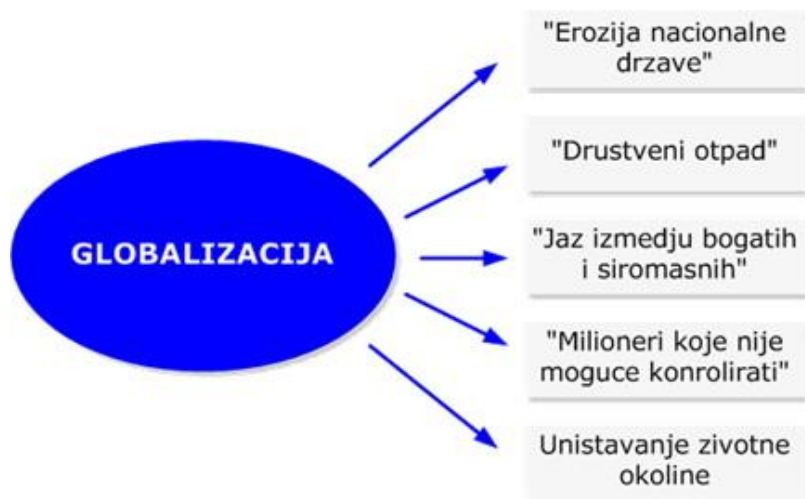 GLOBALIZACIJA
"Erozija nacionalne
drzave"
"Drustveni otpad"
"Jaz izmedju bogatih
i siromasnih"
"Milioneri koje nije
moguce konrolirati"
Unistavanje zivotne
okoline